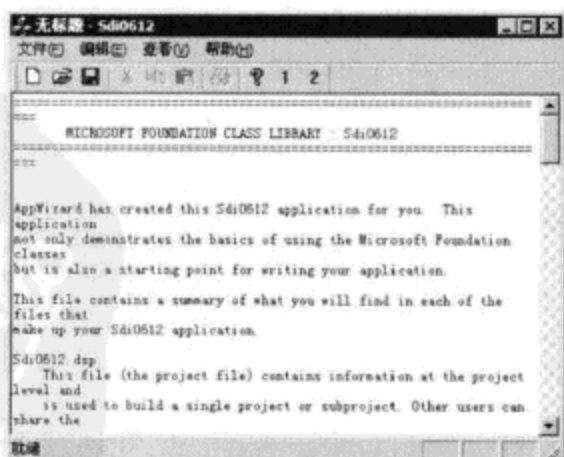 无标题 - Sdi0612
文件(F) 编辑(E) 查看(V) 帮助(H)
1 2
==========================================================================
===
MICROSOFT FOUNDATION CLASS LIBRARY : Sdi0612
==========================================================================
===
AppWizard has created this Sdi0612 application for you. This
application
not only demonstrates the basics of using the Microsoft Foundation
classes
but is also a starting point for writing your application.
This file contains a summary of what you will find in each of the
files that
make up your Sdi0612 application.
Sdi0612.dsp
This file (the project file) contains information at the project
level and
is used to build a single project or subproject. Other users can
share the
就绪